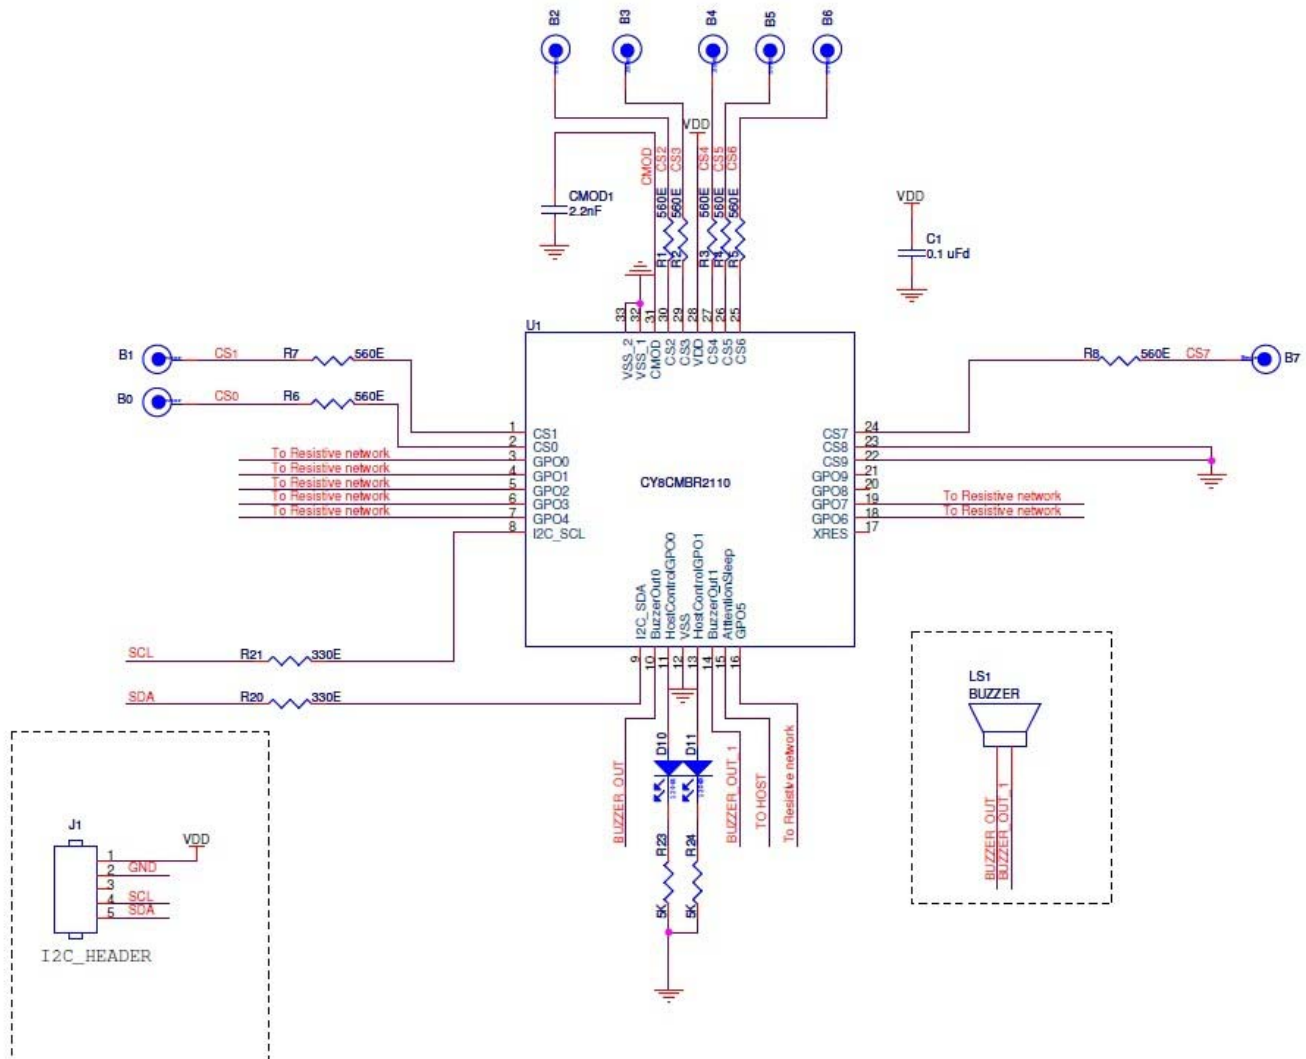 B2
B3
B4
B5
B6
VDD
CMOD
CS2
CS3
CS4
CS5
CS6
560E
560E
560E
560E
560E
R1
R2
R3
R4
R5
CMOD1
2.2nF
VDD
C1
0.1 uFd
U1
33
32
31
30
29
28
27
26
25
VSS_2
VSS_1
CMOD
CS2
CS3
VDD
CS4
CS5
CS6
B1
CS1
R7
560E
B0
CS0
R6
560E
R8
560E
CS7
B7
1
CS1
2
CS0
To Resistive network
3
GPO0
To Resistive network
4
GPO1
To Resistive network
5
GPO2
To Resistive network
6
GPO3
To Resistive network
7
GPO4
8
I2C_SCL
CY8CMBR2110
CS7
24
CS8
23
CS9
22
GPO9
21
GPO8
20
GPO7
19
To Resistive network
GPO6
18
To Resistive network
XRES
17
I2C_SDA
BuzzerOut0
HostControlGPO0
VSS
HostControlGPO1
BuzzerOut1
AtttentionSleep
GPO5
9
10
11
12
13
14
15
16
SCL
R21
330E
SDA
R20
330E
BUZZER_OUT
D10
D11
BUZZER_OUT_1
TO HOST
To Resistive network
R23
R24
5K
5K
LS1
BUZZER
BUZZER_OUT
BUZZER_OUT_1
J1
VDD
1
2
GND
3
4
SCL
5
SDA
I2C_HEADER